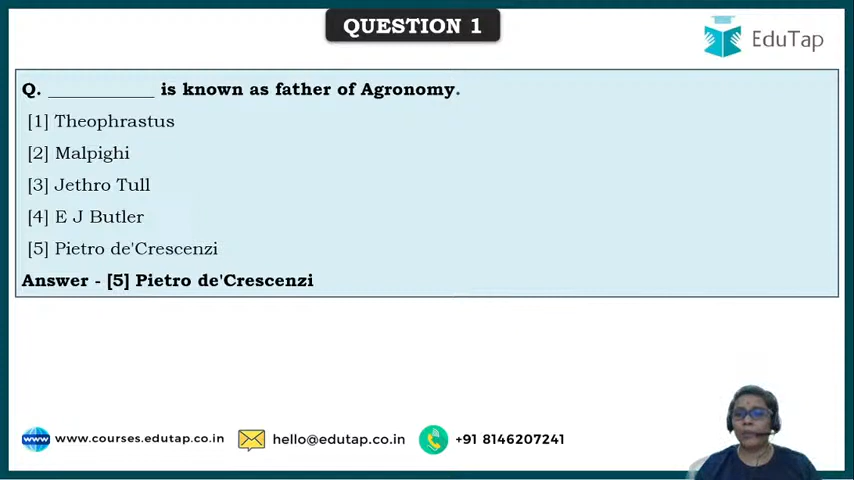 QUESTION 1
EduTap
Q. ___________ is known as father of Agronomy.
[1] Theophrastus
[2] Malpighi
[3] Jethro Tull
[4] E J Butler
[5] Pietro de'Crescenzi
Answer - [5] Pietro de'Crescenzi
www www.courses.edutap.co.in hello@edutap.co.in +91 8146207241